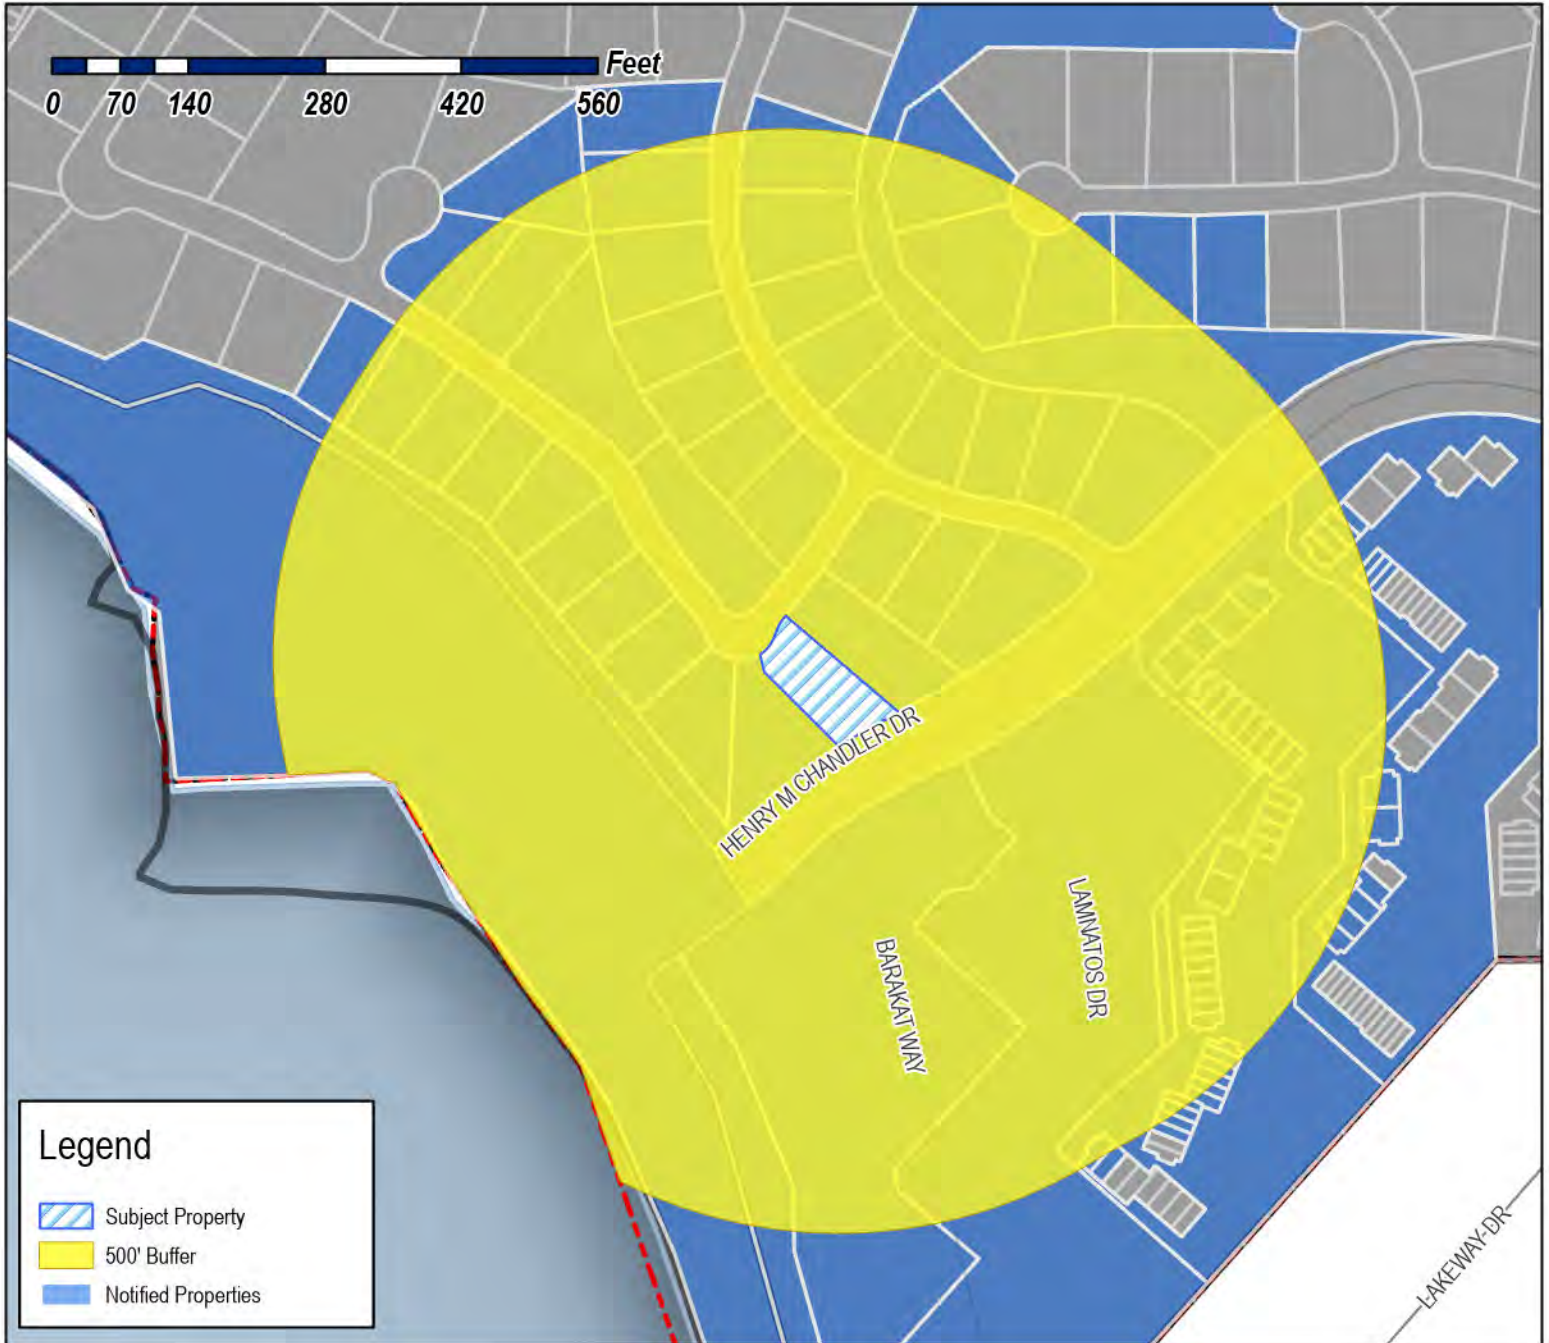 Feet
0 70 140 280 420 560
HENRY M CHANDLER DR
LAMNATOS DR
BARAKAT WAY
LAKEWAY DR
Legend
Subject Property
500' Buffer
Notified Properties